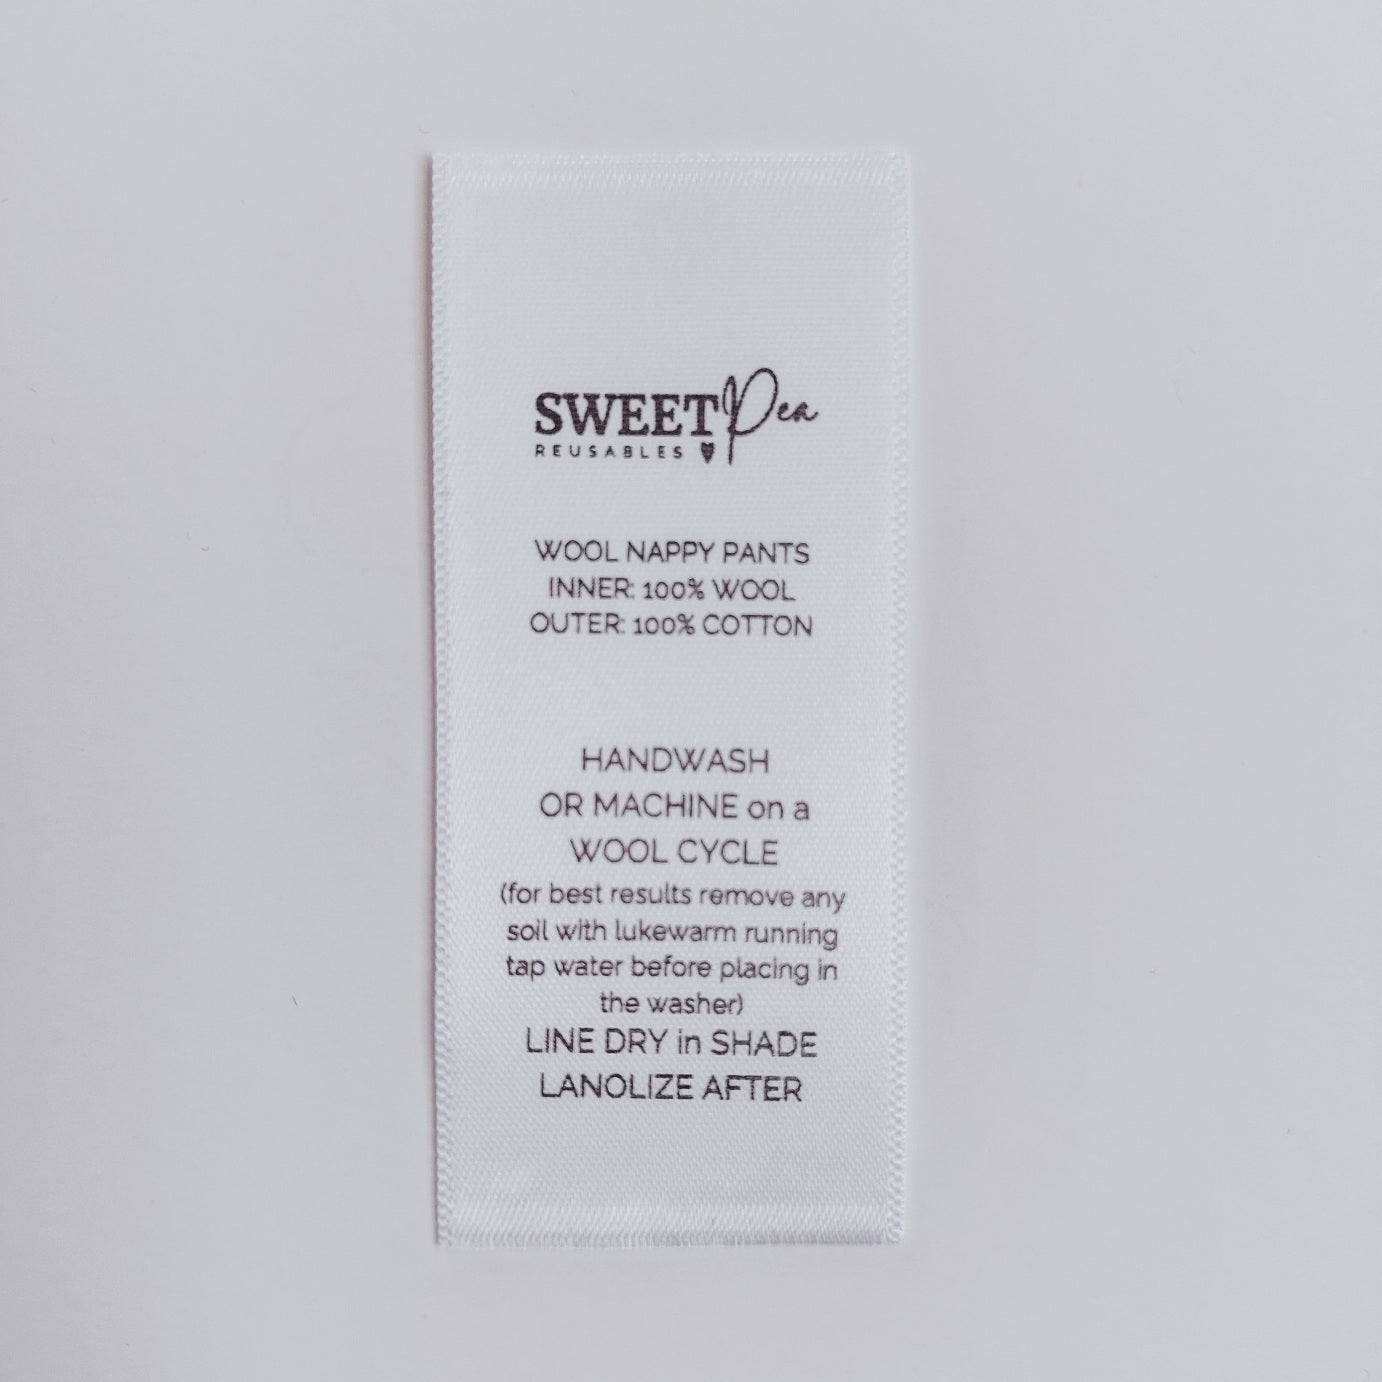 SWEET Pea
REUSABLES
WOOL NAPPY PANTS
INNER: 100% WOOL
OUTER: 100% COTTON
HANDWASH
OR MACHINE on a
WOOL CYCLE
(for best results remove any
soil with lukewarm running
tap water before placing in
the washer)
LINE DRY in SHADE
LANOLIZE AFTER